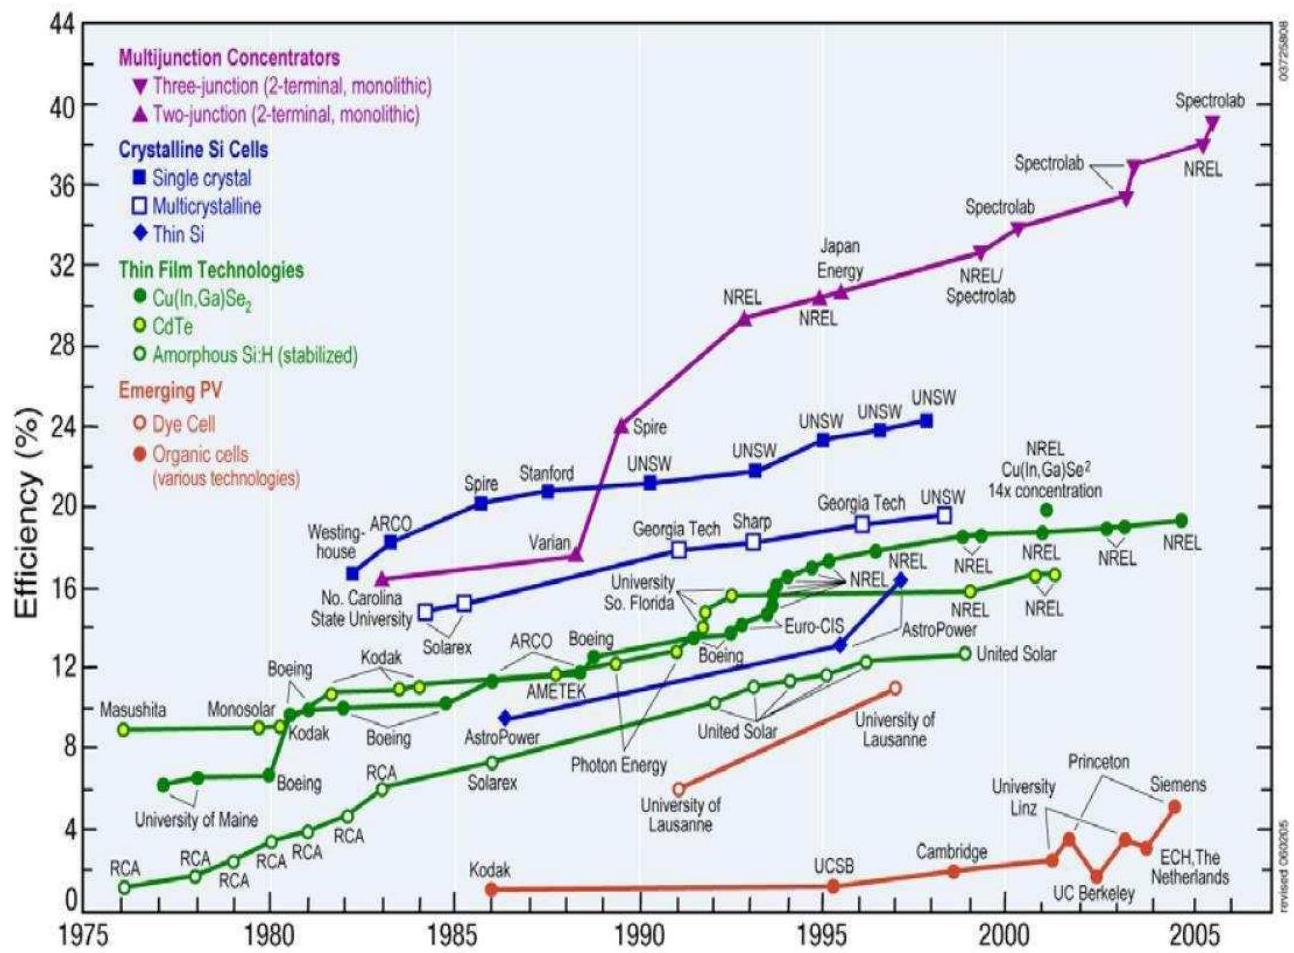 44
40
36
32
28
24
20
16
12
8
4
0
Efficiency (%)
1975
1980
1985
1990
1995
2000
2005
Multijunction Concentrators
Three-junction (2-terminal, monolithic)
Two-junction (2-terminal, monolithic)
Crystalline Si Cells
Single crystal
Multicrystalline
Thin Si
Thin Film Technologies
Cu(In,Ga)Se2
CdTe
Amorphous Si:H (stabilized)
Emerging PV
Dye Cell
Organic cells
(various technologies)
Spectrolab
NREL
Spectrolab
Spectrolab
NREL/
Spectrolab
Japan
Energy
NREL
NREL
Spire
Varian
No. Carolina
State University
Westing-
house
ARCO
Spire
Stanford
UNSW
UNSW
UNSW
UNSW
UNSW
Solarex
Georgia Tech
Sharp
Georgia Tech
UNSW
NREL
Cu(In,Ga)Se2
14x concentration
University
So. Florida
NREL
NREL
NREL
NREL
NREL
NREL
NREL
NREL
Euro-CIS
AstroPower
United Solar
Boeing
Boeing
ARCO
AMETEK
Kodak
Boeing
Masushita
Monosolar
Kodak
Boeing
Boeing
University of Maine
AstroPower
Photon Energy
United Solar
University of
Lausanne
University of
Lausanne
Solarex
RCA
RCA
RCA
RCA
RCA
RCA
RCA
RCA
Kodak
UCSB
Cambridge
University
Linz
Princeton
Siemens
UC Berkeley
ECH,The
Netherlands
03725808
revised 060205